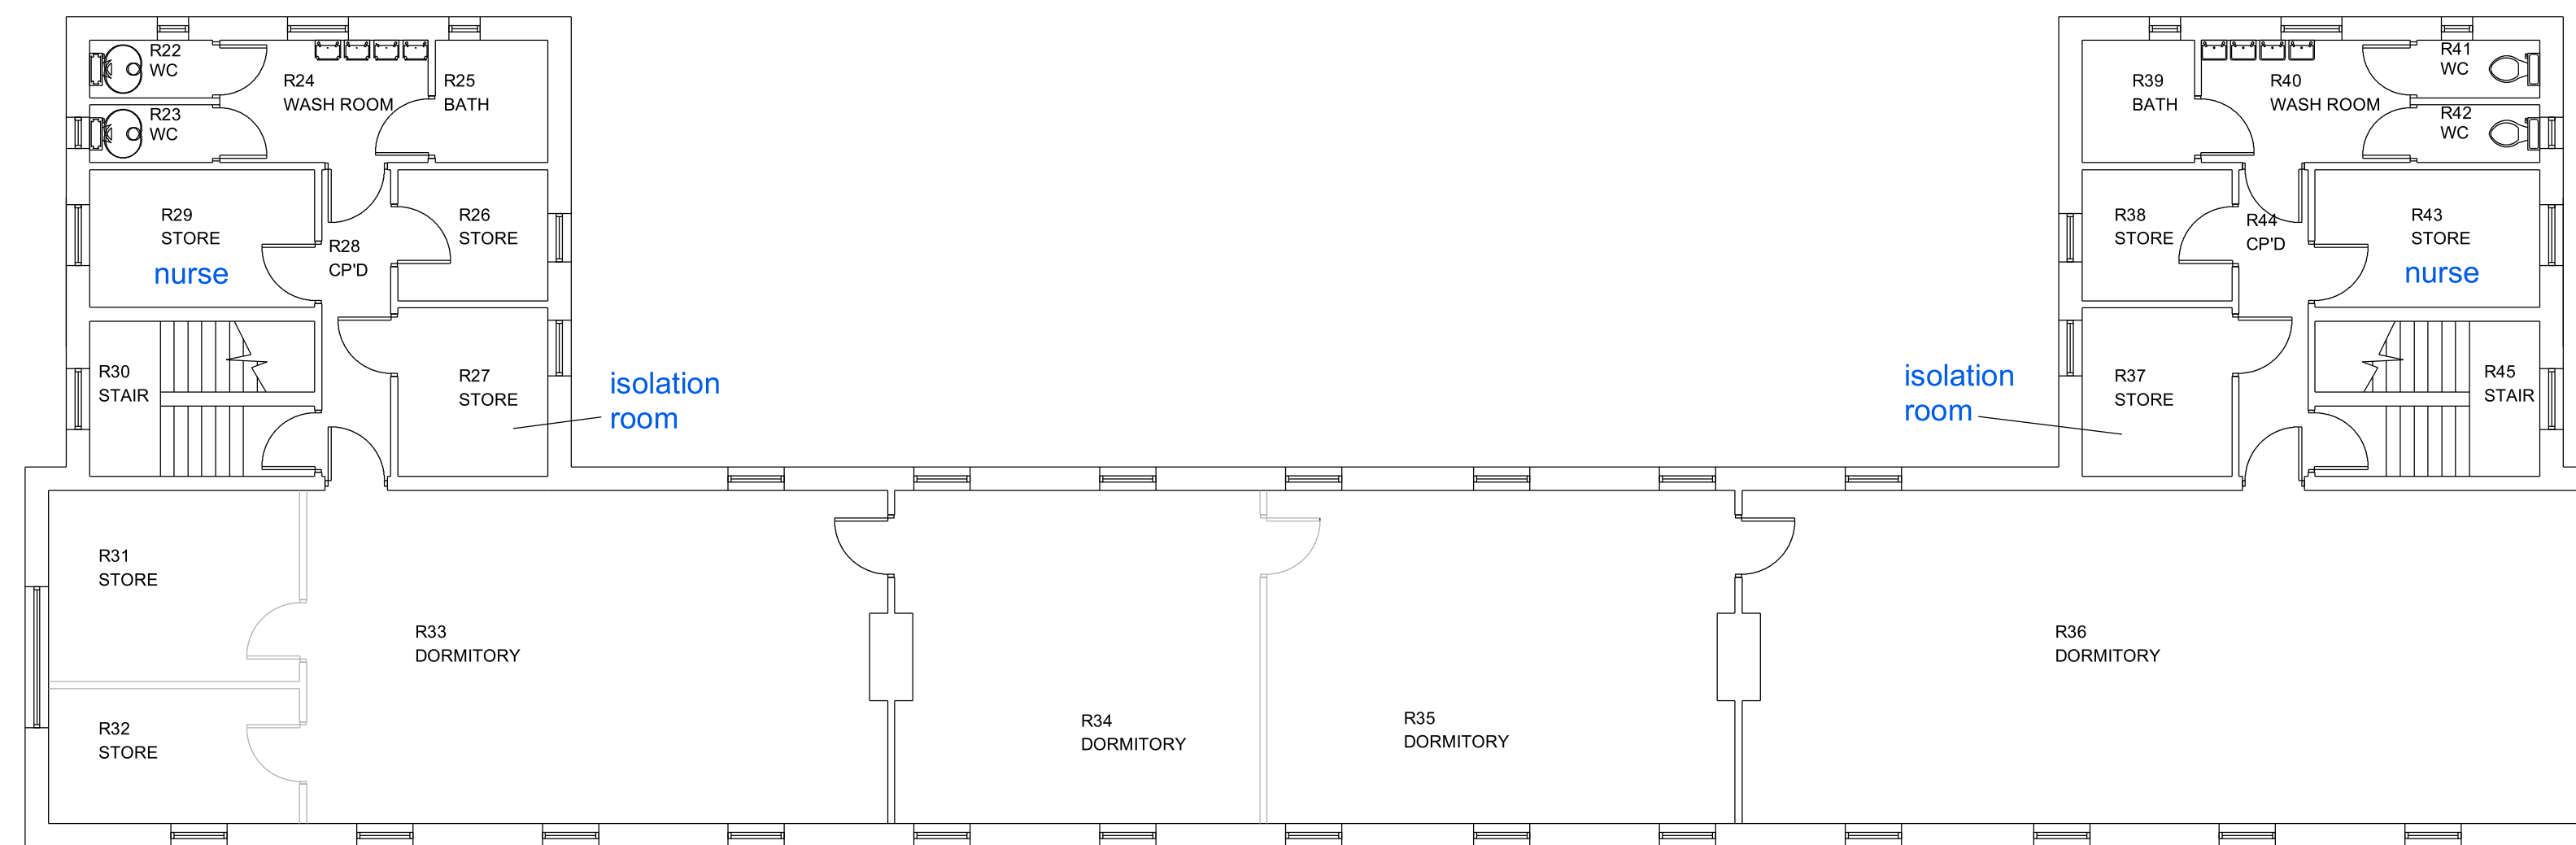 R22
WC
R23
WC
R24
WASH ROOM
R25
BATH
R29
STORE
nurse
R28
CP'D
R26
STORE
R30
STAIR
R27
STORE
isolation
room
R31
STORE
R32
STORE
R33
DORMITORY
R34
DORMITORY
R35
DORMITORY
R36
DORMITORY
R39
BATH
R40
WASH ROOM
R41
WC
R42
WC
R38
STORE
R44
CP'D
R43
STORE
nurse
isolation
room
R37
STORE
R45
STAIR